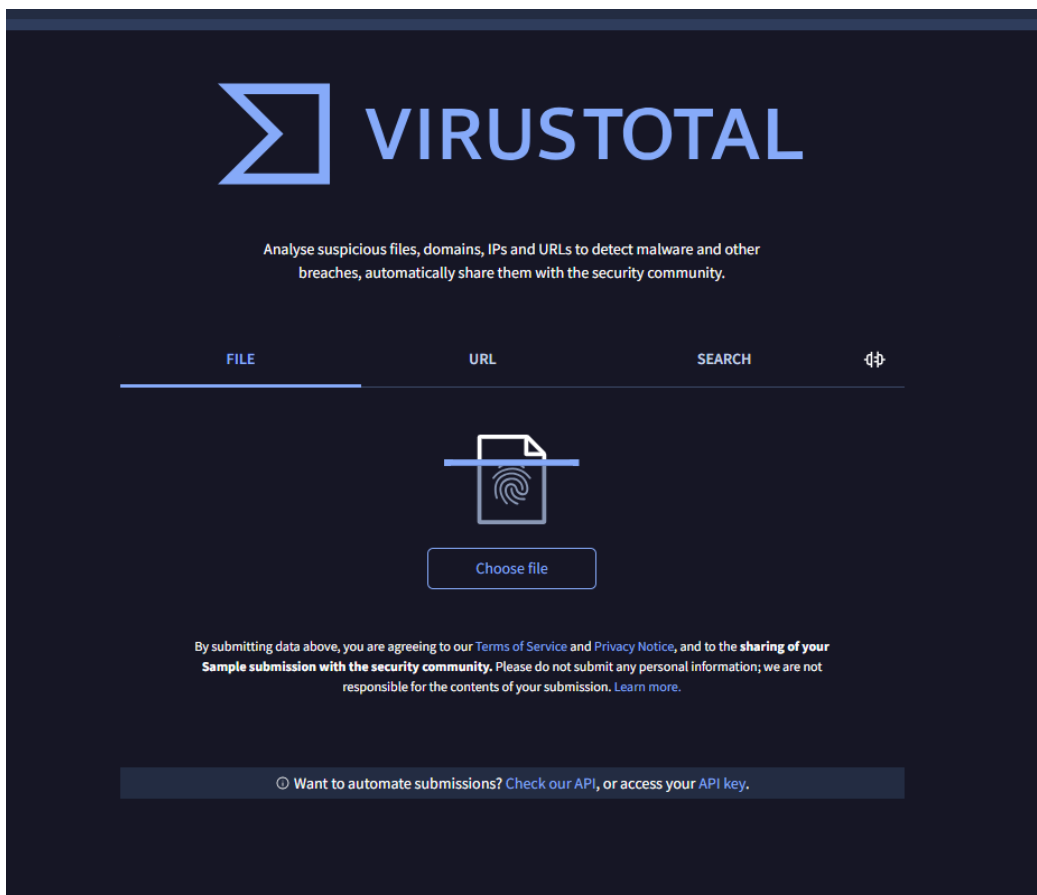 VIRUSTOTAL
Analyse suspicious files, domains, IPs and URLs to detect malware and other
breaches, automatically share them with the security community.
FILE
URL
SEARCH
Choose file
By submitting data above, you are agreeing to our Terms of Service and Privacy Notice, and to the sharing of your
Sample submission with the security community. Please do not submit any personal information; we are not
responsible for the contents of your submission. Learn more.
Want to automate submissions? Check our API, or access your API key.